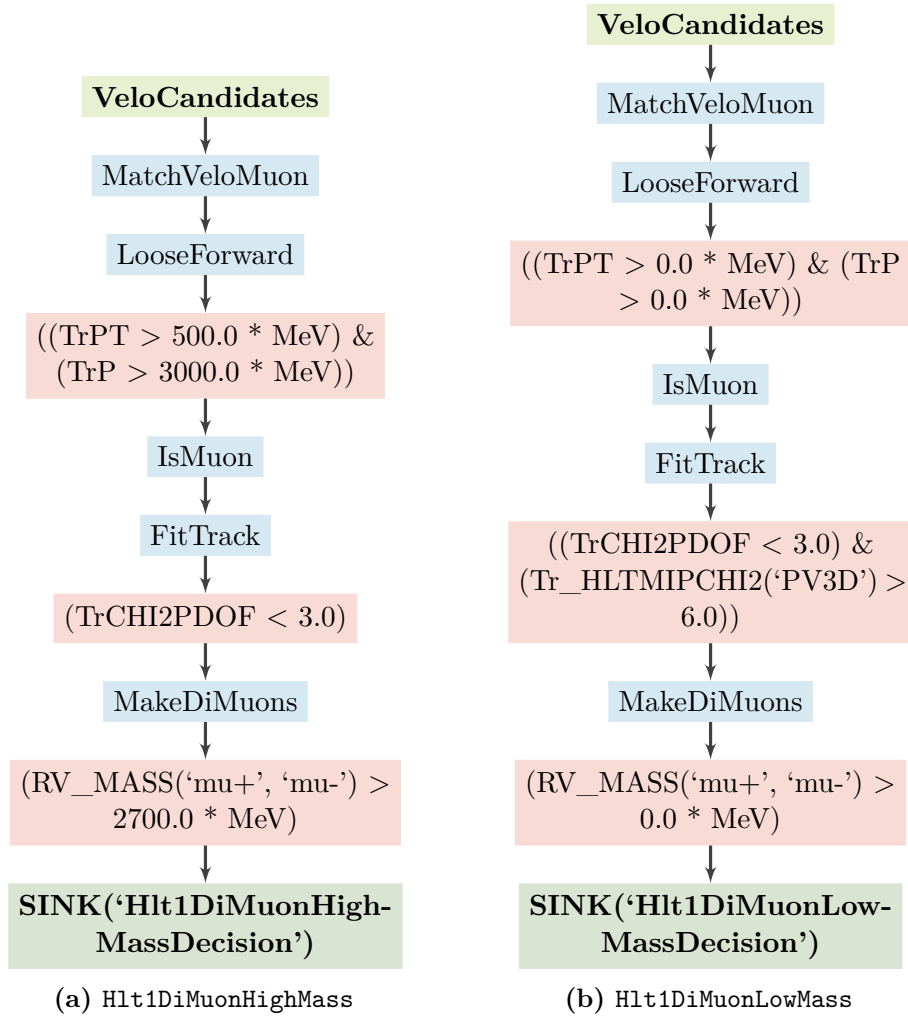 VeloCandidates
MatchVeloMuon
LooseForward
((TrPT > 500.0 * MeV) &
(TrP > 3000.0 * MeV))
IsMuon
FitTrack
(TrCHI2PDOF < 3.0)
MakeDiMuons
(RV_MASS(‘mu+’, ‘mu-’) >
2700.0 * MeV)
SINK(‘Hlt1DiMuonHigh-
MassDecision’)
(a) Hlt1DiMuonHighMass
VeloCandidates
MatchVeloMuon
LooseForward
((TrPT > 0.0 * MeV) & (TrP
> 0.0 * MeV))
IsMuon
FitTrack
((TrCHI2PDOF < 3.0) &
(Tr_HLTMIPCHI2(‘PV3D’) >
6.0))
MakeDiMuons
(RV_MASS(‘mu+’, ‘mu-’) >
0.0 * MeV)
SINK(‘Hlt1DiMuonLow-
MassDecision’)
(b) Hlt1DiMuonLowMass